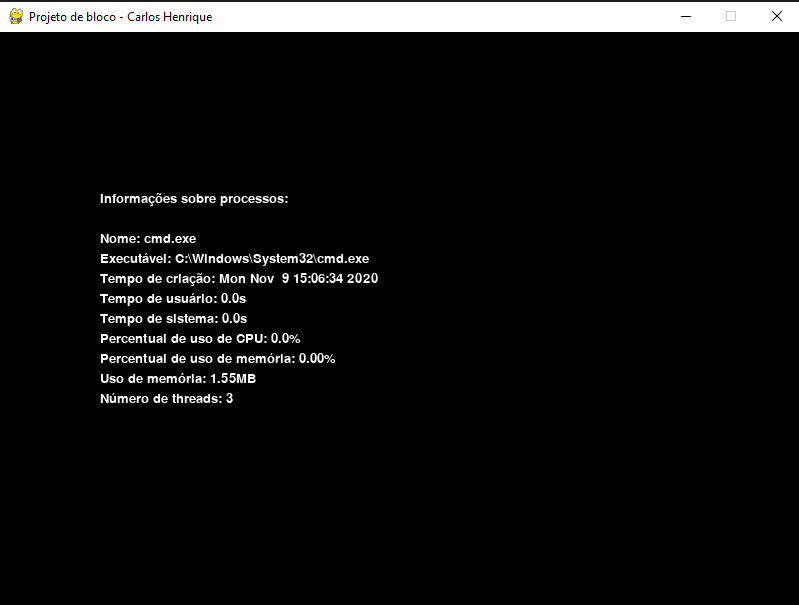 Projeto de bloco - Carlos Henrique
Informações sobre processos:
Nome: cmd.exe
Executável: C:\Windows\System32\cmd.exe
Tempo de criação: Mon Nov  9 15:06:34 2020
Tempo de usuário: 0.0s
Tempo de sistema: 0.0s
Percentual de uso de CPU: 0.0%
Percentual de uso de memória: 0.00%
Uso de memória: 1.55MB
Número de threads: 3